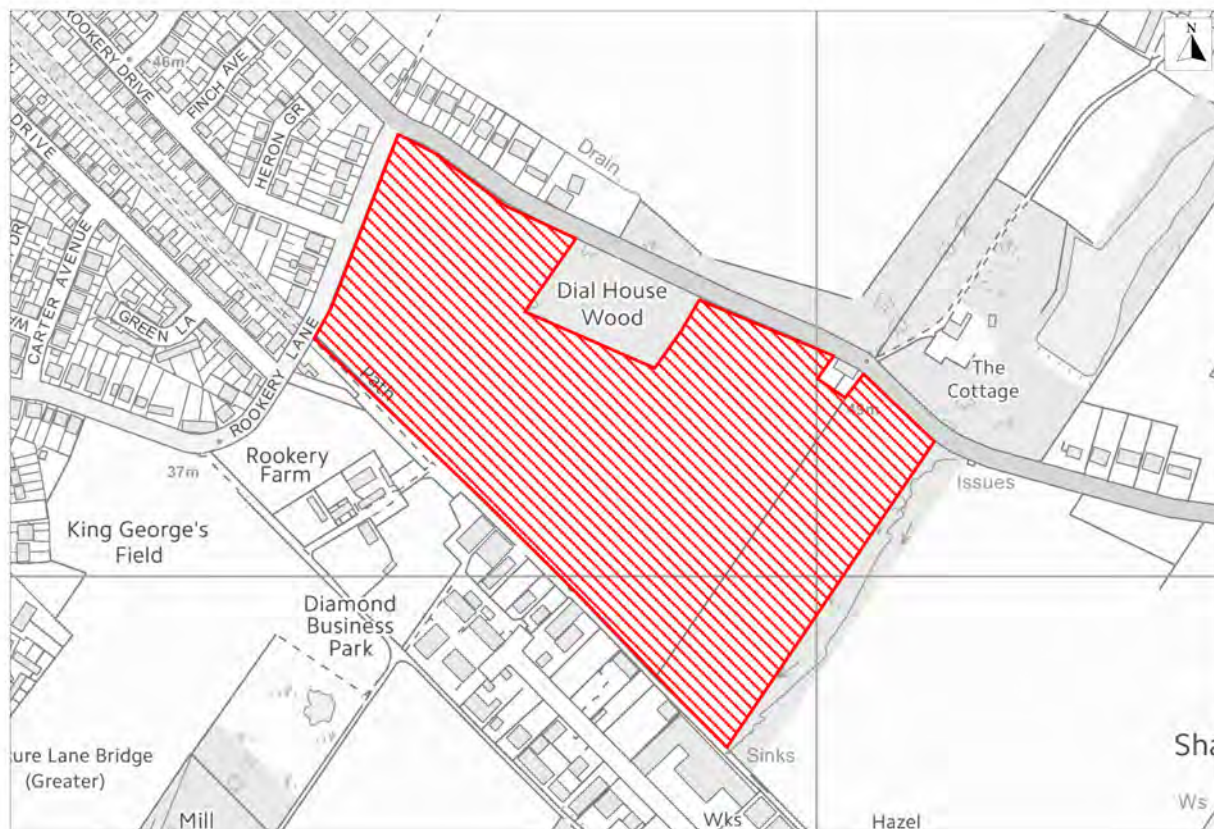 N
ROOKERY DRIVE
46m
FINCH AVE
HERON GR
DRIVE
Drain
CARTER AVENUE
GREEN LA
ROOKERY LANE
Path
Dial House
Wood
The
Cottage
43m
Issues
37m
Rookery
Farm
King George's
Field
Diamond
Business
Park
ure Lane Bridge
(Greater)
Mill
Sinks
Wks
Hazel
Sha
Ws